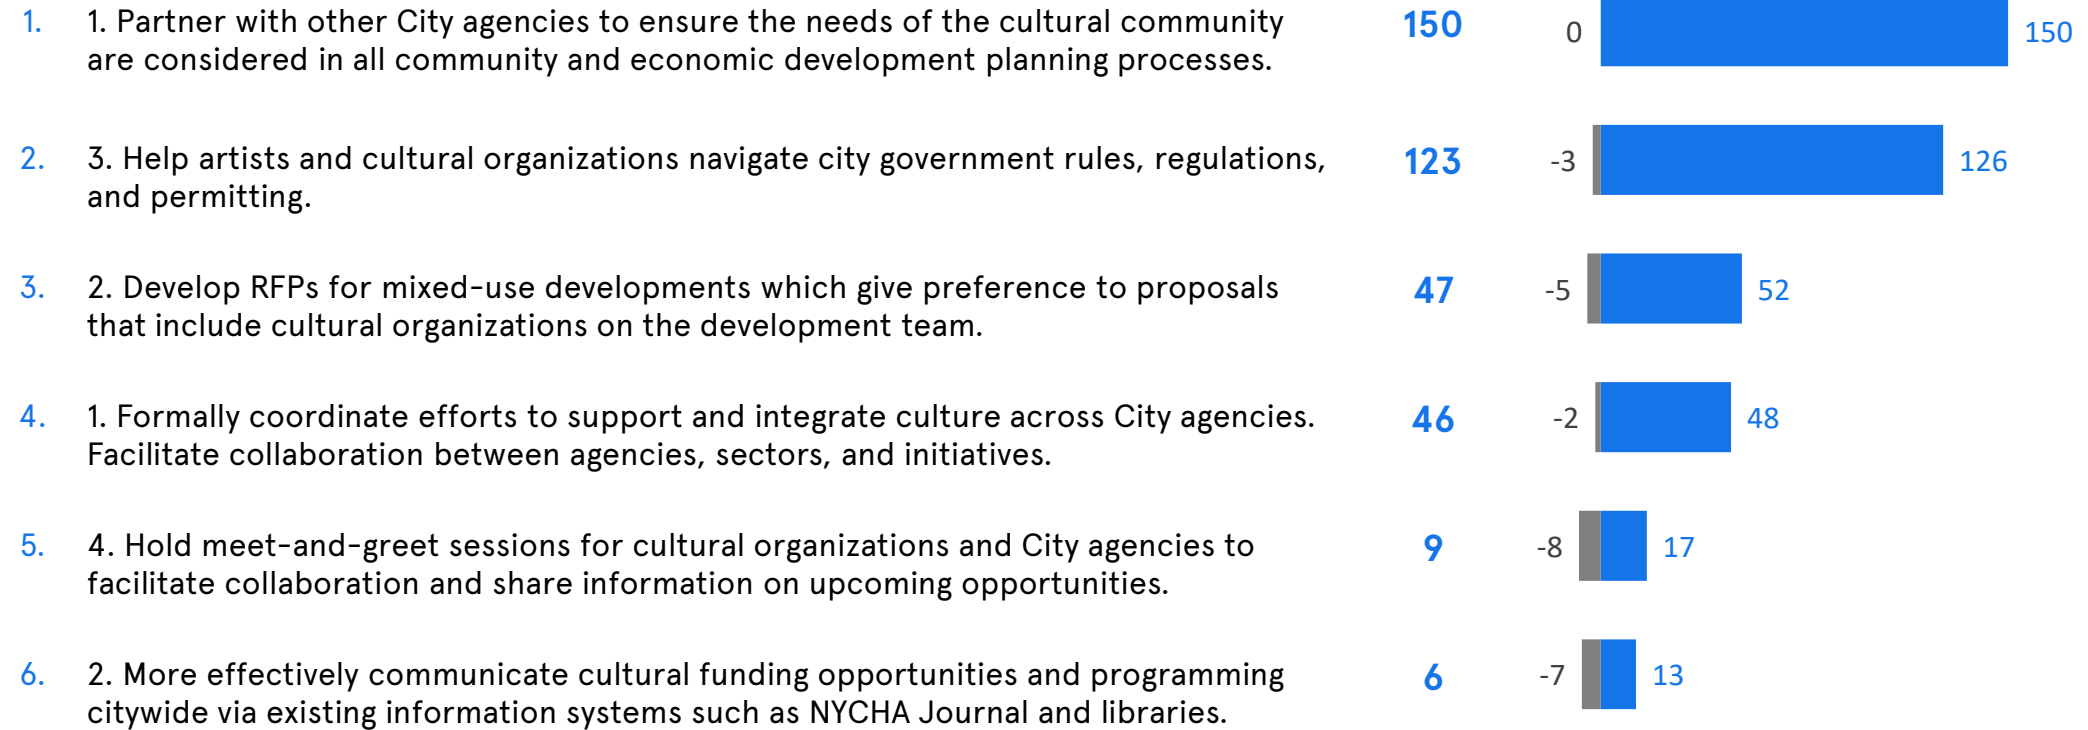 1. 1. Partner with other City agencies to ensure the needs of the cultural community 150 0 150
are considered in all community and economic development planning processes.
2. 3. Help artists and cultural organizations navigate city government rules, regulations, 123 -3 126
and permitting.
3. 2. Develop RFPs for mixed-use developments which give preference to proposals 47 -5 52
that include cultural organizations on the development team.
4. 1. Formally coordinate efforts to support and integrate culture across City agencies. 46 -2 48
Facilitate collaboration between agencies, sectors, and initiatives.
5. 4. Hold meet-and-greet sessions for cultural organizations and City agencies to 9 -8 17
facilitate collaboration and share information on upcoming opportunities.
6. 2. More effectively communicate cultural funding opportunities and programming 6 -7 13
citywide via existing information systems such as NYCHA Journal and libraries.